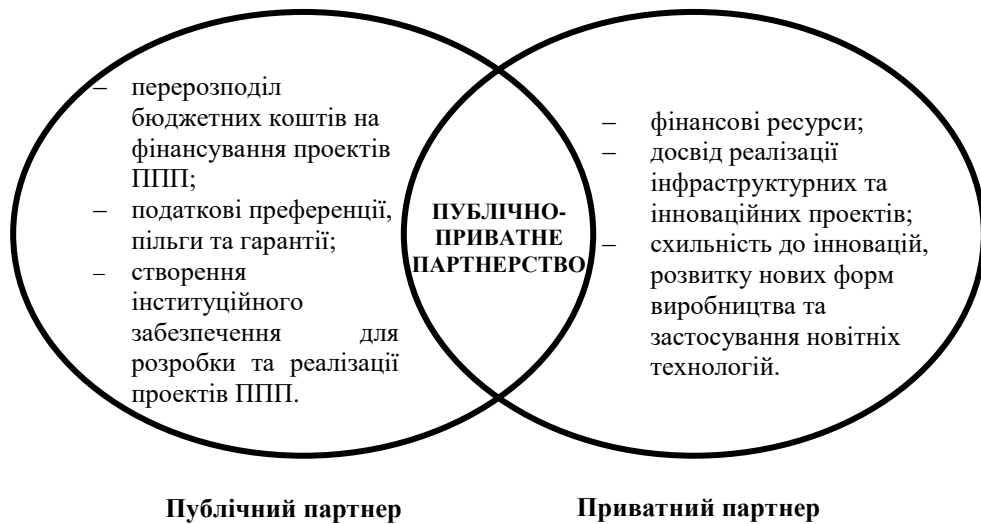 – перерозподіл
бюджетних коштів на
фінансування проектів
ППП;
– податкові преференції,
пільги та гарантії;
– створення
інституційного
забезпечення для
розробки та реалізації
проектів ППП.
ПУБЛІЧНО-
ПРИВАТНЕ
ПАРТНЕРСТВО
– фінансові ресурси;
– досвід реалізації
інфраструктурних та
інноваційних проектів;
– схильність до інновацій,
розвитку нових форм
виробництва та
застосування новітніх
технологій.
Публічний партнер
Приватний партнер